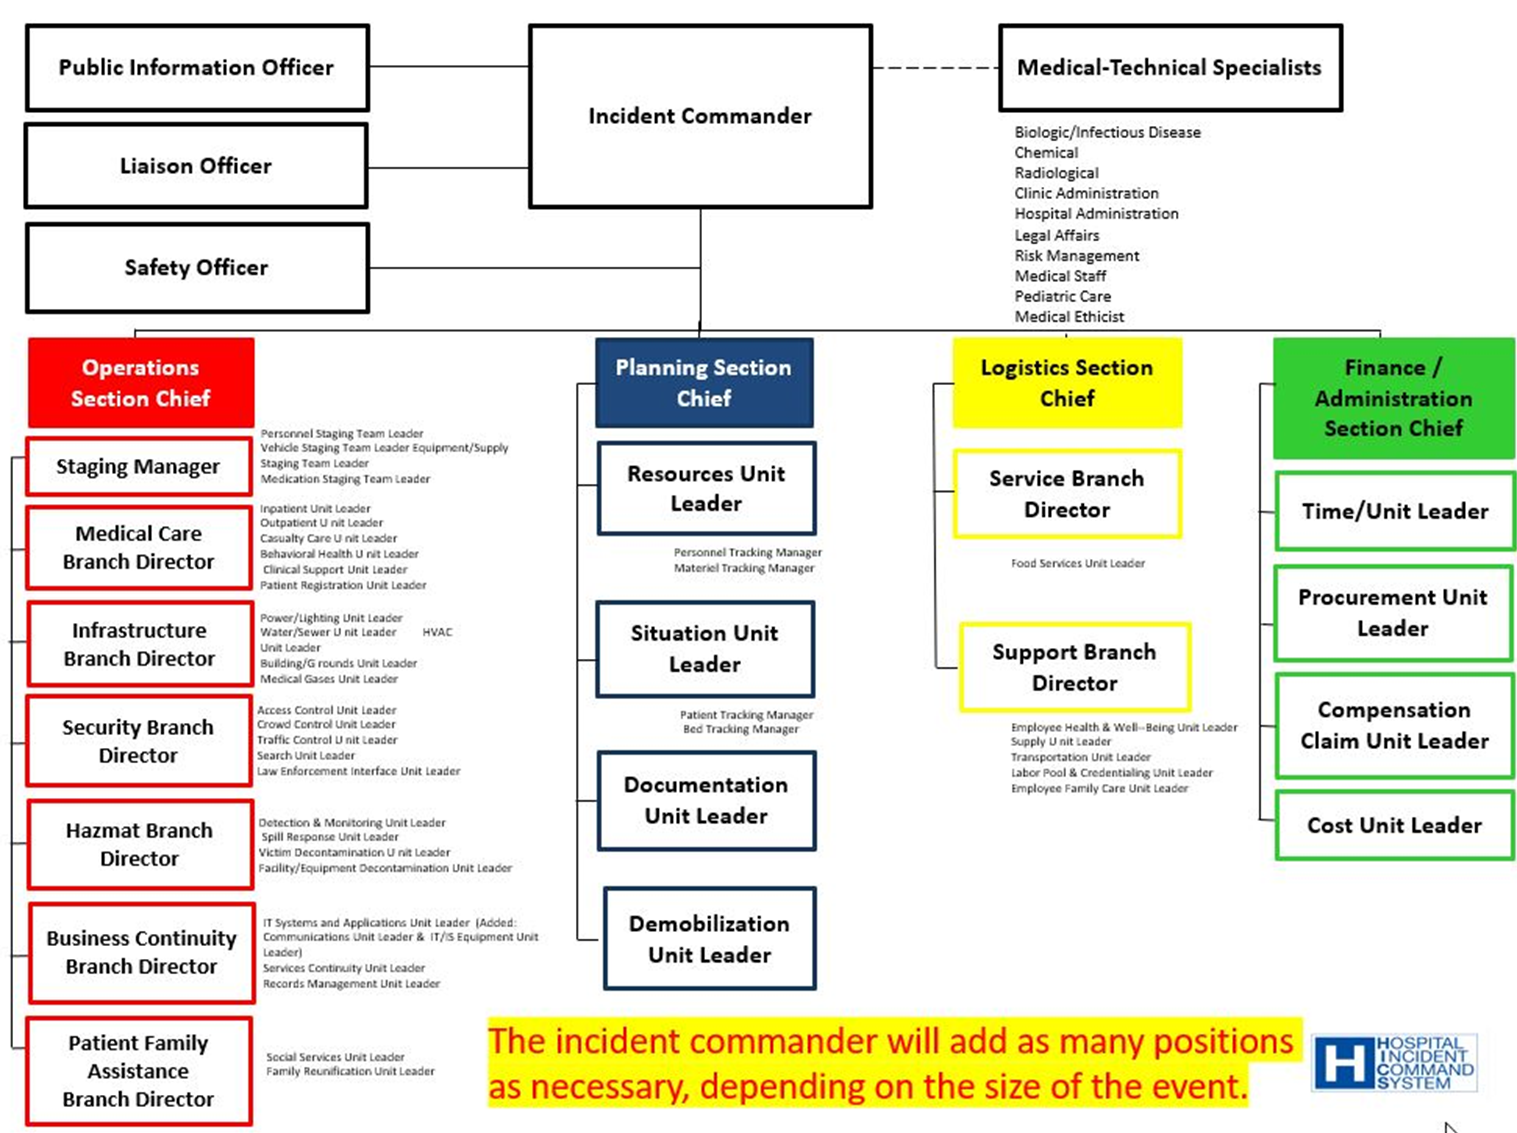 Public Information Officer
Incident Commander
Medical-Technical Specialists
Liaison Officer
Safety Officer
Biologic/Infectious Disease
Chemical
Radiological
Clinic Administration
Hospital Administration
Legal Affairs
Risk Management
Medical Staff
Pediatric Care
Medical Ethicist
Operations
Section Chief
Staging Manager
Personnel Staging Team Leader
Vehicle Staging Team Leader Equipment/Supply
Staging Team Leader
Medication Staging Team Leader
Medical Care
Branch Director
Inpatient Unit Leader
Outpatient U nit Leader
Casualty Care U nit Leader
Behavioral Health U nit Leader
Clinical Support Unit Leader
Patient Registration Unit Leader
Infrastructure
Branch Director
Power/Lighting Unit Leader
Water/Sewer U nit Leader HVAC
Unit Leader
Building/G rounds Unit Leader
Medical Gases Unit Leader
Security Branch
Director
Access Control Unit Leader
Crowd Control Unit Leader
Traffic Control U nit Leader
Search Unit Leader
Law Enforcement Interface Unit Leader
Hazmat Branch
Director
Detection & Monitoring Unit Leader
Spill Response Unit Leader
Victim Decontamination U nit Leader
Facility/Equipment Decontamination Unit Leader
Business Continuity
Branch Director
IT Systems and Applications Unit Leader (Added:
Communications Unit Leader & IT/IS Equipment Unit
Leader)
Services Continuity Unit Leader
Records Management Unit Leader
Patient Family
Assistance
Branch Director
Social Services Unit Leader
Family Reunification Unit Leader
Planning Section
Chief
Resources Unit
Leader
Personnel Tracking Manager
Materiel Tracking Manager
Situation Unit
Leader
Patient Tracking Manager
Bed Tracking Manager
Documentation
Unit Leader
Demobilization
Unit Leader
Logistics Section
Chief
Service Branch
Director
Food Services Unit Leader
Support Branch
Director
Employee Health & Well--Being Unit Leader
Supply U nit Leader
Transportation Unit Leader
Labor Pool & Credentialing Unit Leader
Employee Family Care Unit Leader
Finance /
Administration
Section Chief
Time/Unit Leader
Procurement Unit
Leader
Compensation
Claim Unit Leader
Cost Unit Leader
The incident commander will add as many positions
as necessary, depending on the size of the event.
H
HOSPITAL
INCIDENT
COMMAND
SYSTEM